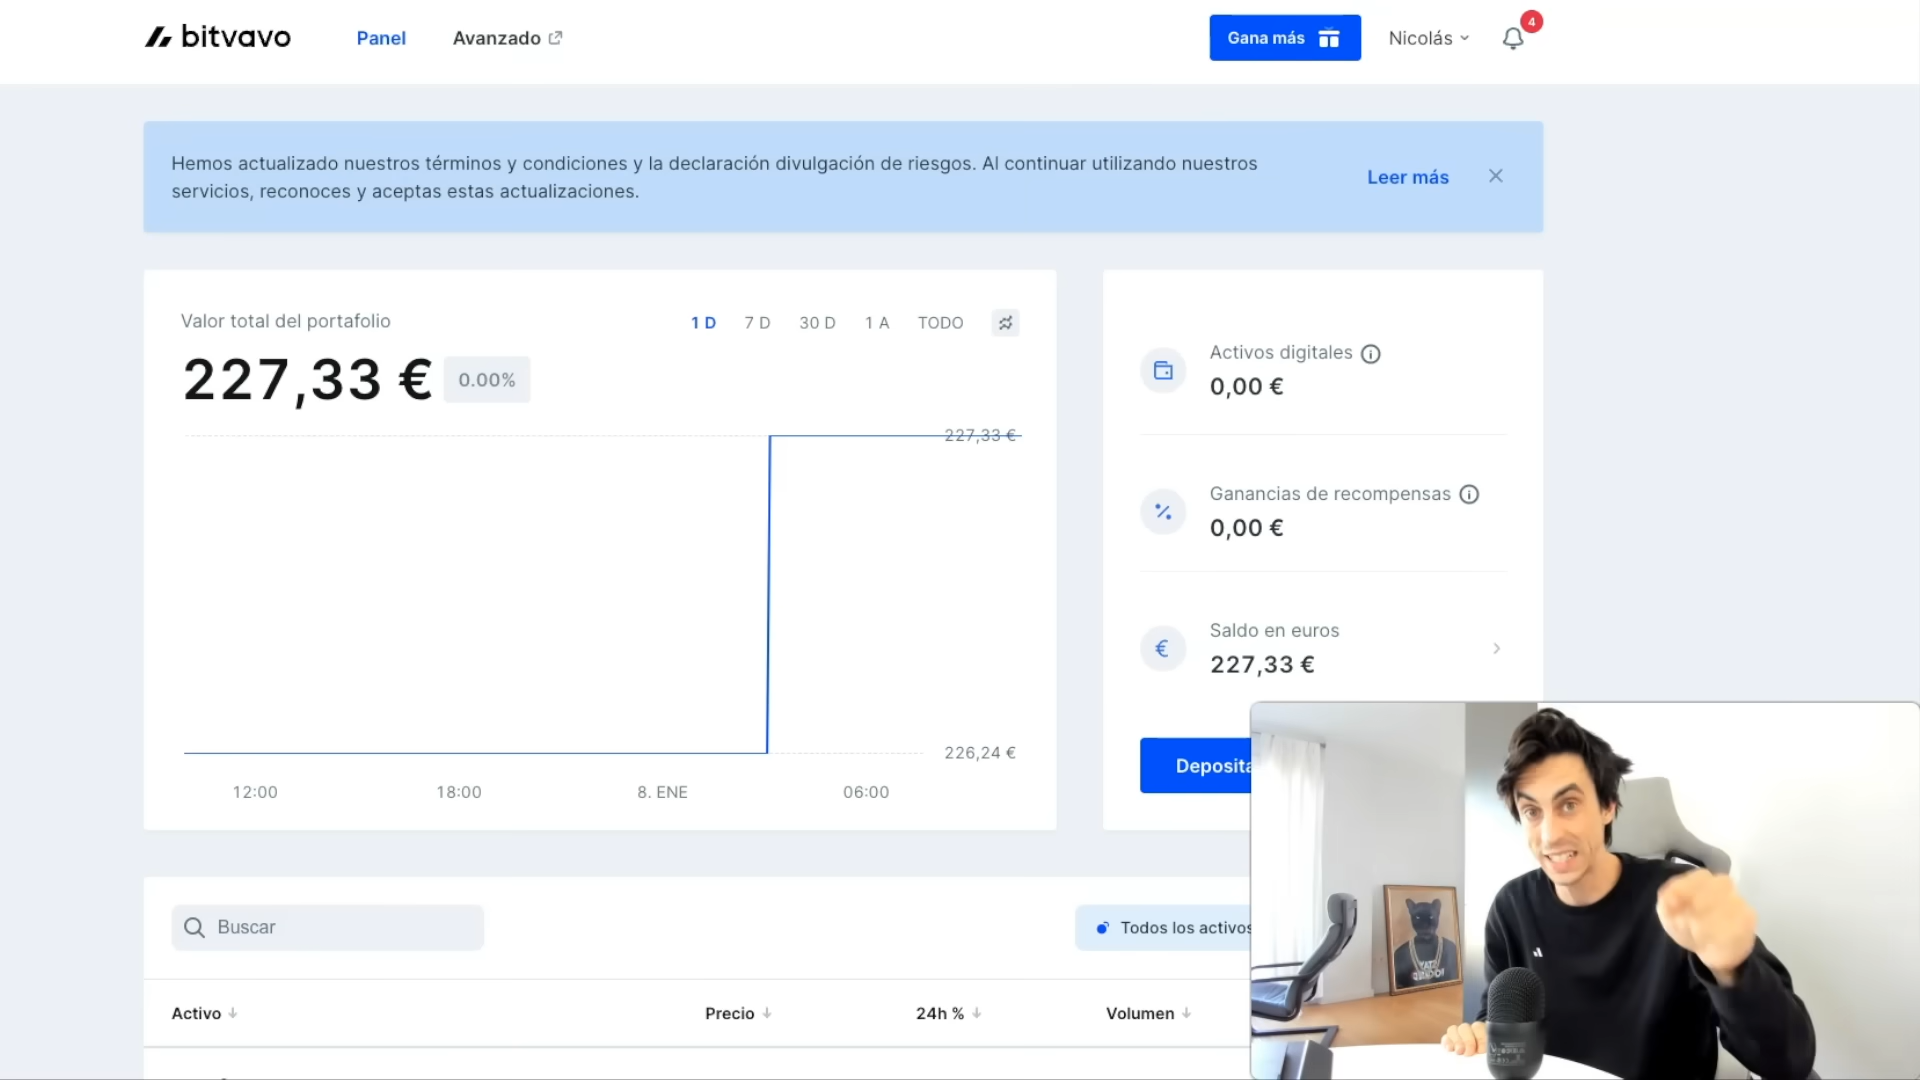 bitvavo
Panel
Avanzado
Gana más
Nicolás
4
Hemos actualizado nuestros términos y condiciones y la declaración divulgación de riesgos. Al continuar utilizando nuestros
servicios, reconoces y aceptas estas actualizaciones.
Leer más
Valor total del portafolio
1 D
7 D
30 D
1 A
TODO
227,33 €
0.00%
227,33 €
226,24 €
12:00
18:00
8. ENE
06:00
Activos digitales
0,00 €
Ganancias de recompensas
0,00 €
€
Saldo en euros
227,33 €
Deposita
Buscar
Todos los activos
Activo
Precio
24h %
Volumen